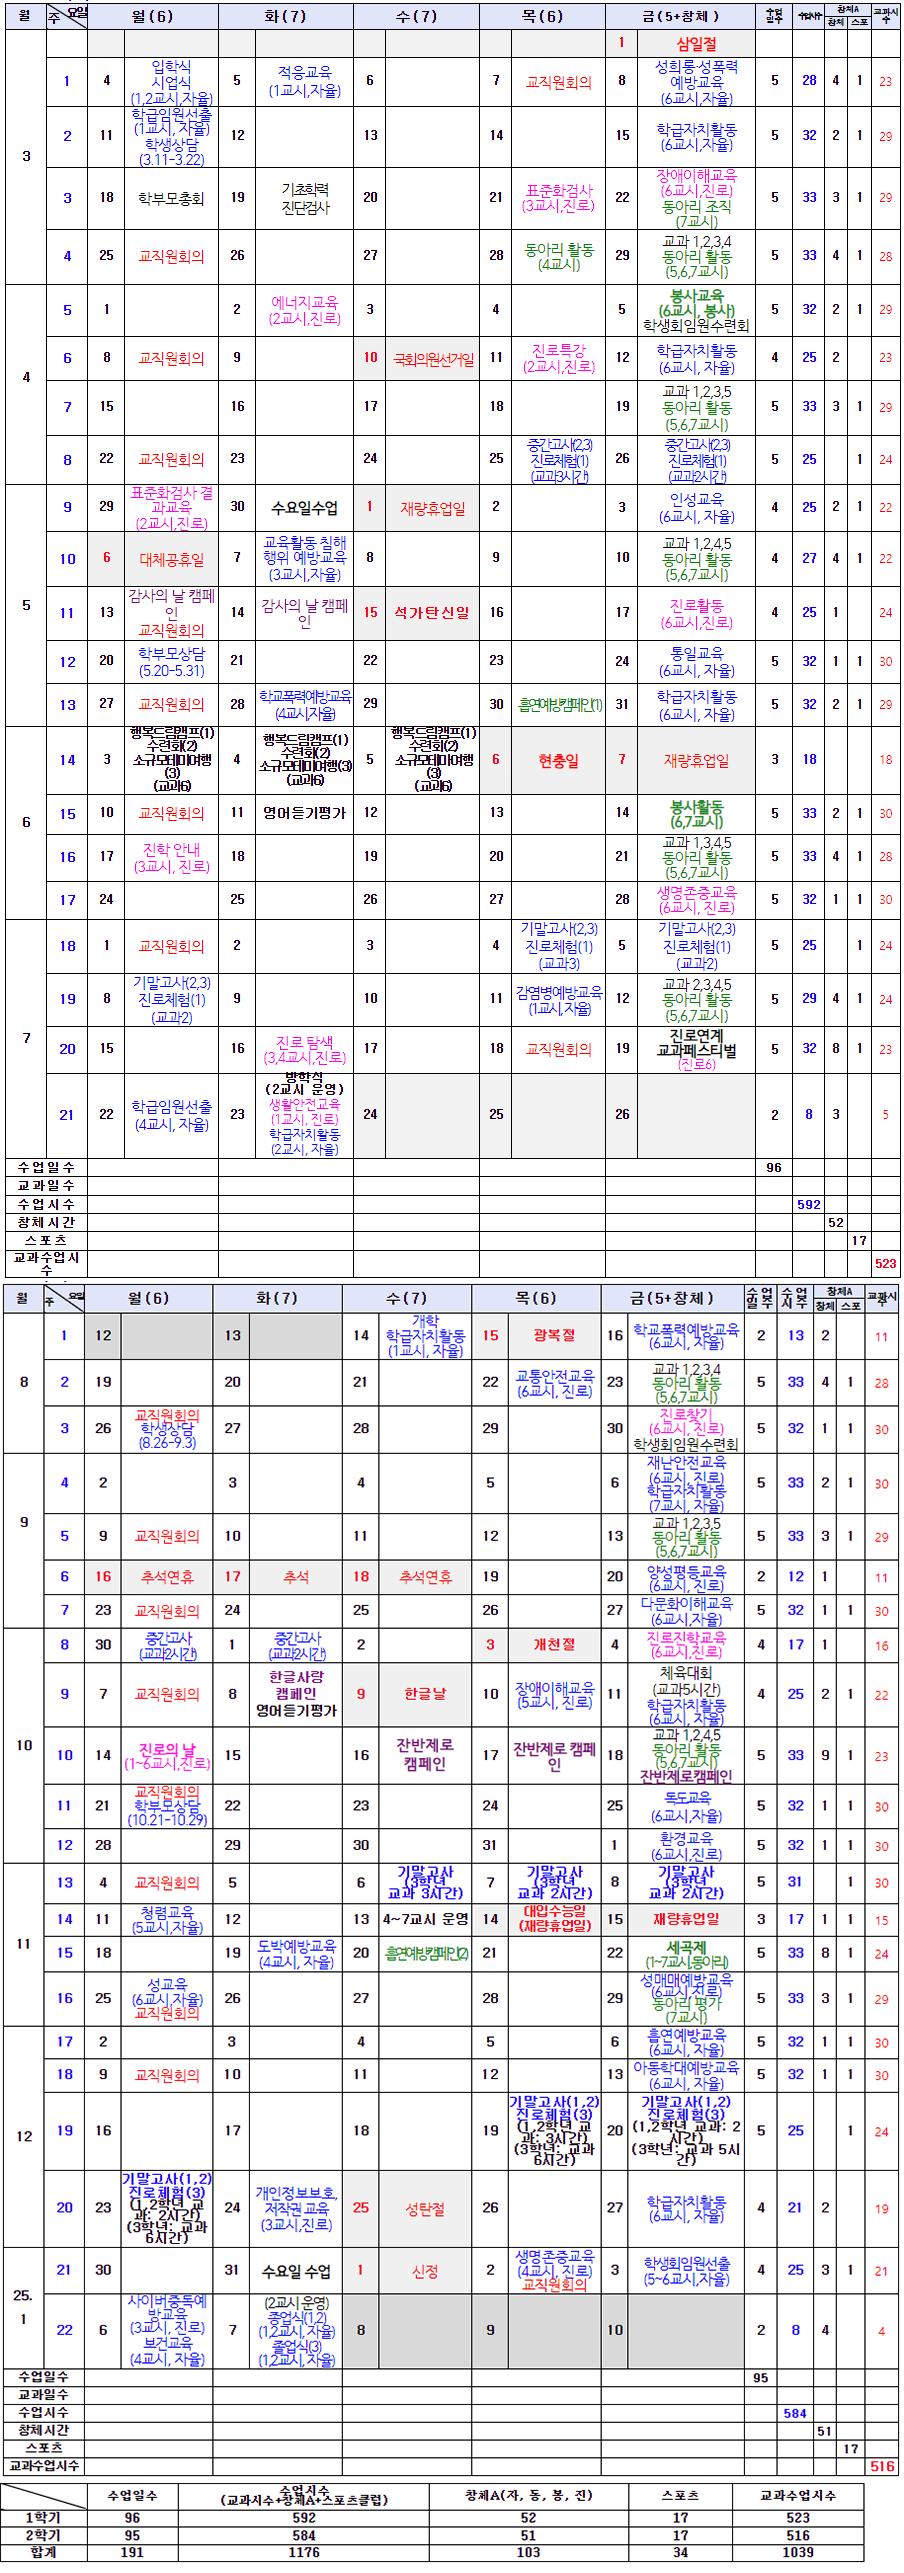 월 주 요일 월(6) 화(7) 수(7) 목(6) 금(5+창체) 수업일수 수업시수 창체A 교과시수
창체 스포
3 1 삼일절
1 4 입학식 시업식 (1,2교시,자율) 5 적응교육 (1교시,자율) 6 7 교직원회의 8 성희롱·성폭력 예방교육 (6교시,자율) 5 28 4 1 23
2 11 학급임원선출 (1교시, 자율) 학생상담 (3.11-3.22) 12 13 14 15 학급자치활동 (6교시,자율) 5 32 2 1 29
3 18 학부모총회 19 기초학력 진단검사 20 21 표준화검사 (3교시,진로) 22 장애이해교육 (6교시,진로) 동아리 조직 (7교시) 5 33 3 1 29
4 25 교직원회의 26 27 28 동아리 활동 (4교시) 29 교과 1,2,3,4 동아리 활동 (5,6,7교시) 5 33 4 1 28
4 5 1 2 에너지교육 (2교시,진로) 3 4 5 봉사교육 (6교시, 봉사) 학생회임원수련회 5 32 2 1 29
6 8 교직원회의 9 10 국회의원선거일 11 진로특강 (2교시,진로) 12 학급자치활동 (6교시, 자율) 4 25 2 23
7 15 16 17 18 19 교과 1,2,3,5 동아리 활동 (5,6,7교시) 5 33 3 1 29
8 22 교직원회의 23 24 25 중간고사(2,3) 진로체험(1) (교과3시간) 26 중간고사(2,3) 진로체험(1) (교과2시간) 5 25 1 24
5 9 29 표준화검사 결과교육 (2교시,진로) 30 수요일수업 1 재량휴업일 2 3 인성교육 (6교시, 자율) 4 25 2 1 22
10 6 대체공휴일 7 교육활동 침해 행위 예방교육 (3교시,자율) 8 9 10 교과 1,2,4,5 동아리 활동 (5,6,7교시) 4 27 4 1 22
11 13 감사의 날 캠페인 교직원회의 14 감사의 날 캠페인 15 석가탄신일 16 17 진로활동 (6교시,진로) 4 25 1 24
12 20 학부모상담 (5.20-5.31) 21 22 23 24 통일교육 (6교시, 자율) 5 32 1 1 30
13 27 교직원회의 28 학교폭력예방교육 (4교시,자율) 29 30 흡연예방캠페인(1) 31 학급자치활동 (6교시, 자율) 5 32 2 1 29
6 14 3 행복드림캠프(1) 수련회(2) 소규모테마여행(3) (교과6) 4 행복드림캠프(1) 수련회(2) 소규모테마여행(3) (교과6) 5 행복드림캠프(1) 수련회(2) 소규모테마여행(3) (교과6) 6 현충일 7 재량휴업일 3 18 18
15 10 교직원회의 11 영어듣기평가 12 13 14 봉사활동 (6,7교시) 5 33 2 1 30
16 17 진학 안내 (3교시, 진로) 18 19 20 21 교과 1,3,4,5 동아리 활동 (5,6,7교시) 5 33 4 1 28
17 24 25 26 27 28 생명존중교육 (6교시, 진로) 5 32 1 1 30
7 18 1 교직원회의 2 3 4 기말고사(2,3) 진로체험(1) (교과3) 5 기말고사(2,3) 진로체험(1) (교과2) 5 25 1 24
19 8 기말고사(2,3) 진로체험(1) (교과2) 9 10 11 감염병예방교육 (1교시,자율) 12 교과 2,3,4,5 동아리 활동 (5,6,7교시) 5 29 4 1 24
20 15 16 진로 탐색 (3,4교시,진로) 17 18 교직원회의 19 진로연계 교과페스티벌 (진로6) 5 32 8 1 23
21 22 학급임원선출 (4교시, 자율) 23 방학식 (2교시 운영) 생활안전교육 (1교시, 진로) 학급자치활동 (2교시, 자율) 24 25 26 2 8 3 5
수업일수 96
교과일수
수업시수 592
창체시간 52
스포츠 17
교과수업시수 523
월 주 요일 월(6) 화(7) 수(7) 목(6) 금(5+창체) 수업일수 수업시수 창체A 교과시수
창체 스포
8 1 12 13 14 개학 학급자치활동 (1교시, 자율) 15 광복절 16 학교폭력예방교육 (6교시, 자율) 2 13 2 11
2 19 20 21 22 교통안전교육 (6교시, 진로) 23 교과 1,2,3,4 동아리 활동 (5,6,7교시) 5 33 4 1 28
3 26 교직원회의 학생상담 (8.26-9.3) 27 28 29 30 진로찾기 (6교시, 진로) 학생회임원수련회 5 32 1 1 30
9 4 2 3 4 5 6 재난안전교육 (6교시, 진로) 학급자치활동 (7교시, 자율) 5 33 2 1 30
5 9 교직원회의 10 11 12 13 교과 1,2,3,5 동아리 활동 (5,6,7교시) 5 33 3 1 29
6 16 추석연휴 17 추석 18 추석연휴 19 20 양성평등교육 (6교시, 진로) 2 12 1 11
7 23 교직원회의 24 25 26 27 다문화이해교육 (6교시,자율) 5 32 1 1 30
10 8 30 중간고사 (교과2시간) 1 중간고사 (교과2시간) 2 3 개천절 4 진로진학교육 (6교시,진로) 4 17 1 16
9 7 교직원회의 8 한글사랑 캠페인 영어듣기평가 9 한글날 10 장애이해교육 (5교시, 진로) 11 체육대회 (교과5시간) 학급자치활동 (6교시, 자율) 4 25 2 1 22
10 14 진로의 날 (1~6교시,진로) 15 16 잔반제로 캠페인 17 잔반제로 캠페인 18 교과 1,2,4,5 동아리 활동 (5,6,7교시) 잔반제로캠페인 5 33 9 1 23
11 21 교직원회의 학부모상담 (10.21-10.29) 22 23 24 25 독도교육 (6교시,자율) 5 32 1 1 30
12 28 29 30 31 1 환경교육 (6교시,진로) 5 32 1 1 30
11 13 4 교직원회의 5 6 기말고사 (3학년 교과 3시간) 7 기말고사 (3학년 교과 2시간) 8 기말고사 (3학년 교과 2시간) 5 31 1 30
14 11 청렴교육 (5교시,자율) 12 13 4~7교시 운영 14 대입수능일 (재량휴업일) 15 재량휴업일 3 17 1 1 15
15 18 19 도박예방교육 (4교시, 자율) 20 흡연예방캠페인(2) 21 22 세곡제 (1~7교시,동아리) 5 33 8 1 24
16 25 성교육 (6교시, 자율) 교직원회의 26 27 28 29 성매매예방교육 (6교시, 진로) 동아리 평가 (7교시) 5 33 3 1 29
12 17 2 3 4 5 6 흡연예방교육 (6교시, 자율) 5 32 1 1 30
18 9 교직원회의 10 11 12 13 아동학대예방교육 (6교시, 자율) 5 32 1 1 30
19 16 17 18 19 기말고사(1,2) 진로체험(3) (1,2학년 교과: 3시간) (3학년: 교과 6시간) 20 기말고사(1,2) 진로체험(3) (1,2학년 교과: 2시간) (3학년: 교과 5시간) 5 25 1 24
20 23 기말고사(1,2) 진로체험(3) (1,2학년 교과: 2시간) (3학년: 교과 6시간) 24 개인정보보호, 저작권교육 (3교시,진로) 25 성탄절 26 27 학급자치활동 (6교시, 자율) 4 21 2 19
25. 1 21 30 31 수요일 수업 1 신정 2 생명존중교육 (4교시, 진로) 교직원회의 3 학생회임원선출 (5~6교시,자율) 4 25 3 1 21
22 6 사이버중독예방교육 (3교시, 진로) 보건교육 (4교시, 자율) 7 (2교시 운영) 종업식(1,2) (1,2교시, 자율) 졸업식(3) (1,2교시, 자율) 8 9 10 2 8 4 4
수업일수 95
교과일수
수업시수 584
창체시간 51
스포츠 17
교과수업시수 516
수업일수 수업시수 (교과시수+창체A+스포츠클럽) 창체A(자, 동, 봉, 진) 스포츠 교과수업시수
1학기 96 592 52 17 523
2학기 95 584 51 17 516
합계 191 1176 103 34 1039